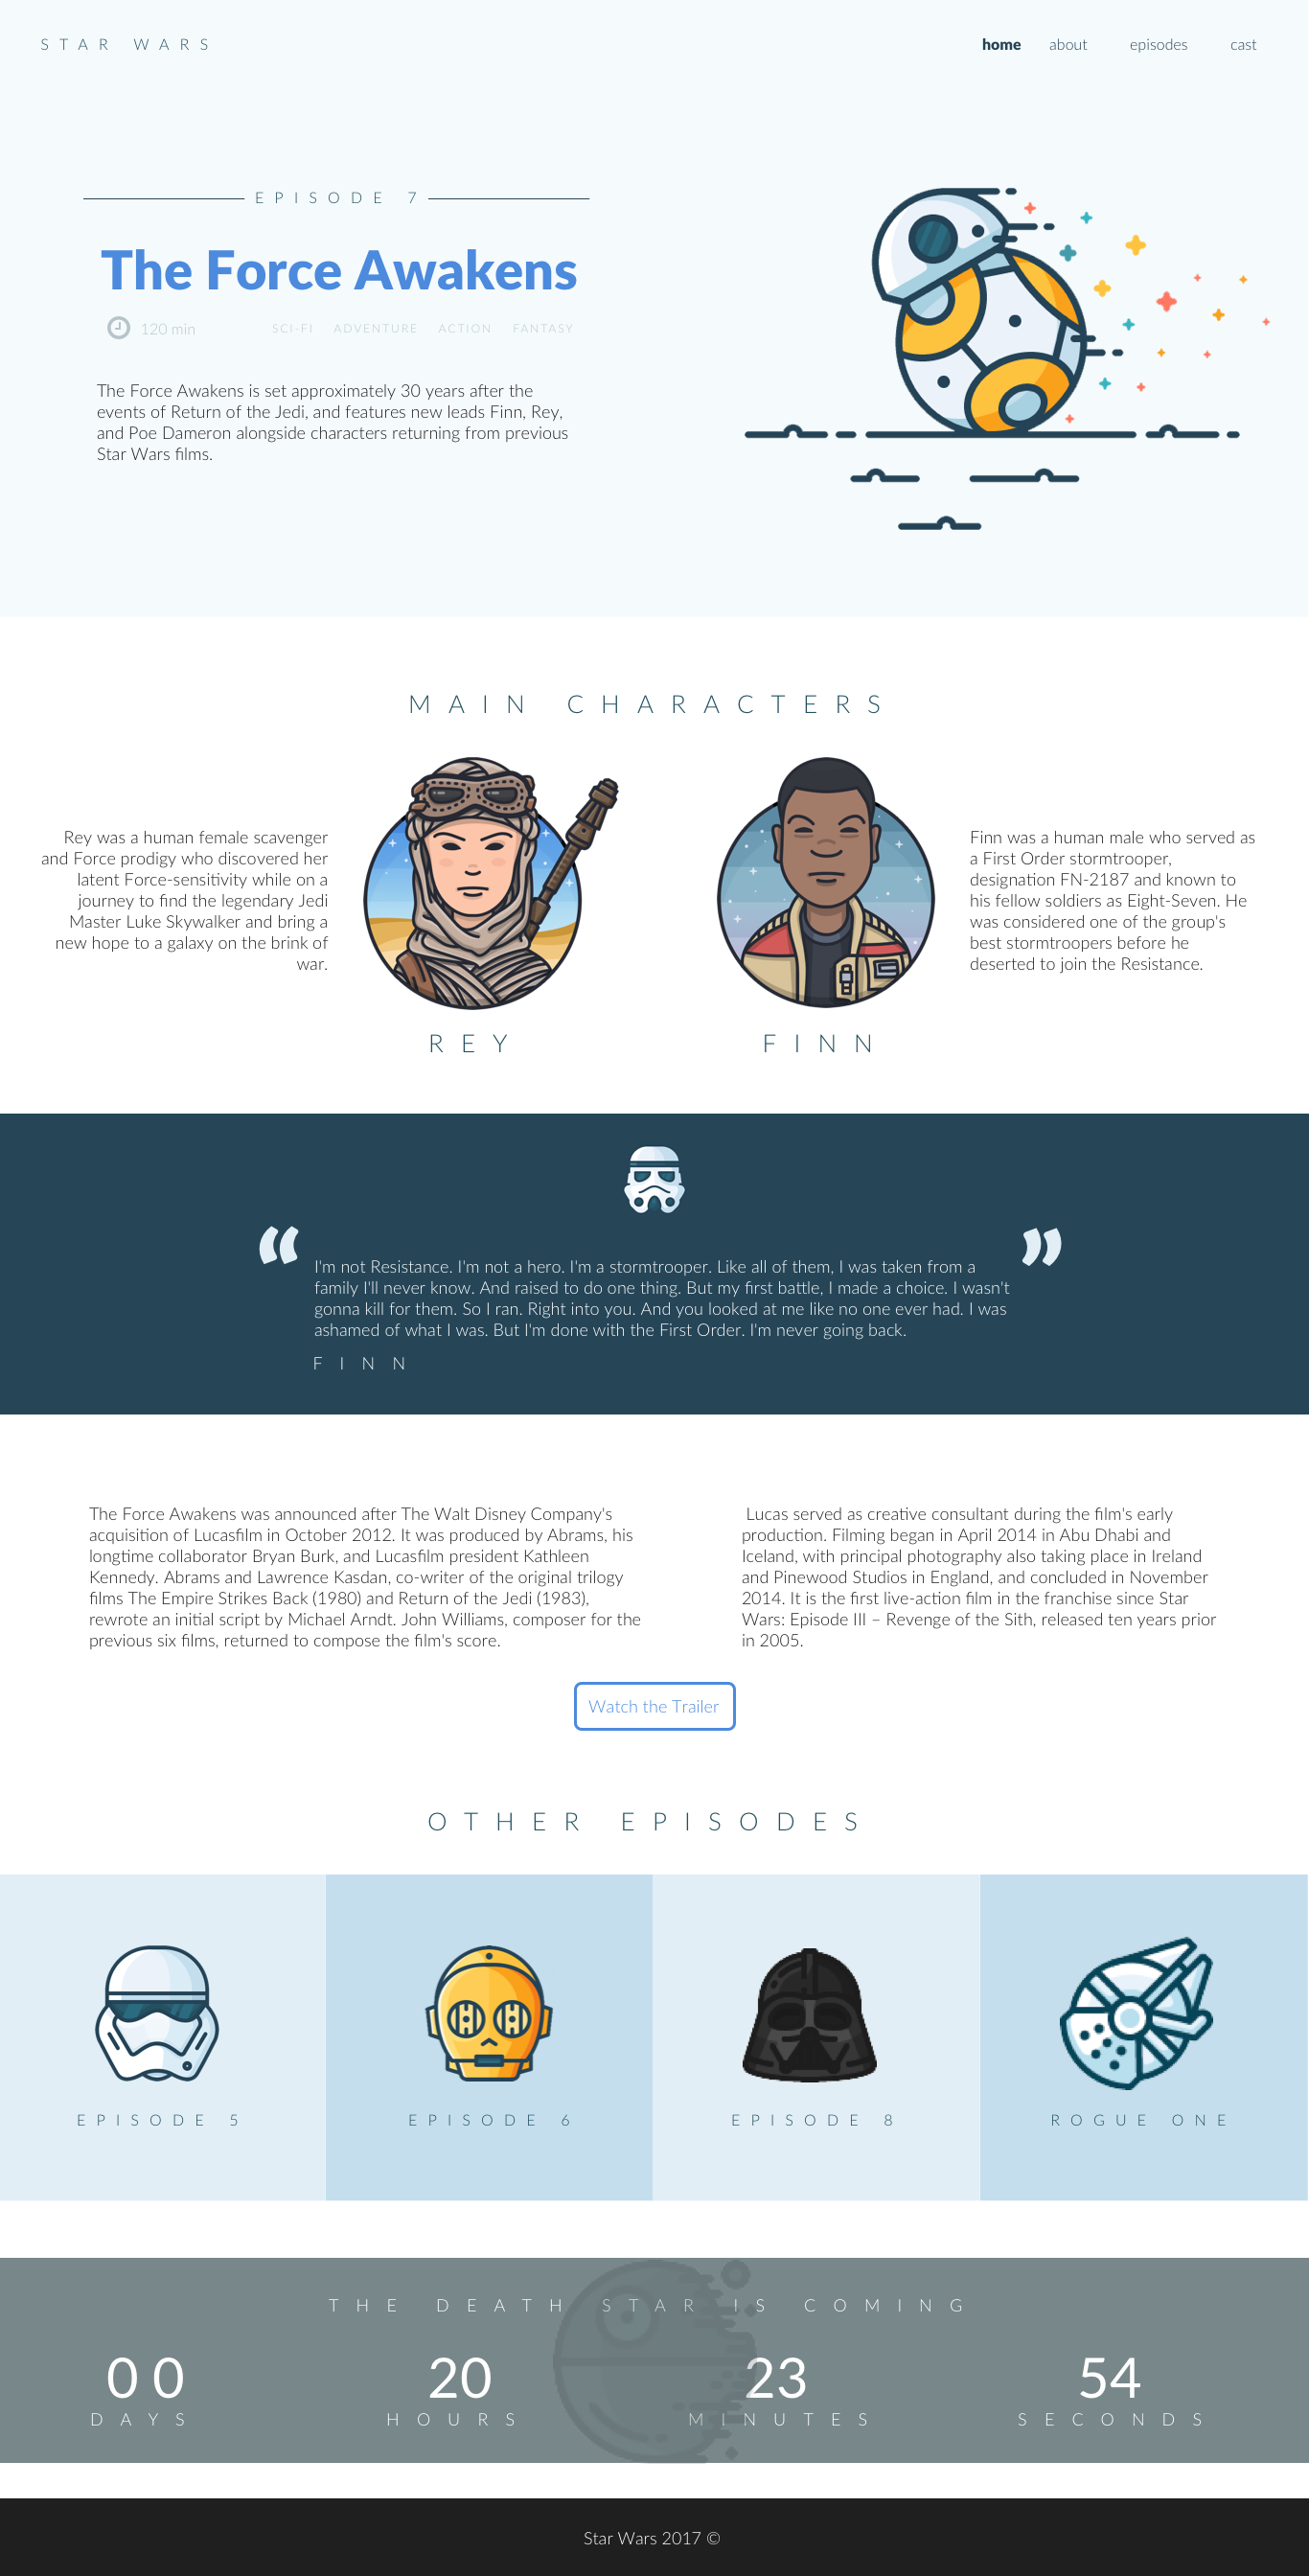 STAR WARS
home about episodes cast
EPISODE 7
The Force Awakens
120 min SCI-FI ADVENTURE ACTION FANTASY
The Force Awakens is set approximately 30 years after the
events of Return of the Jedi, and features new leads Finn, Rey,
and Poe Dameron alongside characters returning from previous
Star Wars films.
MAIN CHARACTERS
Rey was a human female scavenger
and Force prodigy who discovered her
latent Force-sensitivity while on a
journey to find the legendary Jedi
Master Luke Skywalker and bring a
new hope to a galaxy on the brink of
war.
REY
Finn was a human male who served as
a First Order stormtrooper,
designation FN-2187 and known to
his fellow soldiers as Eight-Seven. He
was considered one of the group's
best stormtroopers before he
deserted to join the Resistance.
FINN
“ ”
I'm not Resistance. I'm not a hero. I'm a stormtrooper. Like all of them, I was taken from a
family I'll never know. And raised to do one thing. But my first battle, I made a choice. I wasn't
gonna kill for them. So I ran. Right into you. And you looked at me like no one ever had. I was
ashamed of what I was. But I'm done with the First Order. I'm never going back.
FINN
The Force Awakens was announced after The Walt Disney Company's
acquisition of Lucasfilm in October 2012. It was produced by Abrams, his
longtime collaborator Bryan Burk, and Lucasfilm president Kathleen
Kennedy. Abrams and Lawrence Kasdan, co-writer of the original trilogy
films The Empire Strikes Back (1980) and Return of the Jedi (1983),
rewrote an initial script by Michael Arndt. John Williams, composer for the
previous six films, returned to compose the film's score.
Lucas served as creative consultant during the film's early
production. Filming began in April 2014 in Abu Dhabi and
Iceland, with principal photography also taking place in Ireland
and Pinewood Studios in England, and concluded in November
2014. It is the first live-action film in the franchise since Star
Wars: Episode III – Revenge of the Sith, released ten years prior
in 2005.
Watch the Trailer
OTHER EPISODES
EPISODE 5
EPISODE 6
EPISODE 8
ROGUE ONE
THE DEATH STAR IS COMING
0 0 20 23 54
DAYS HOURS MINUTES SECONDS
Star Wars 2017 ©